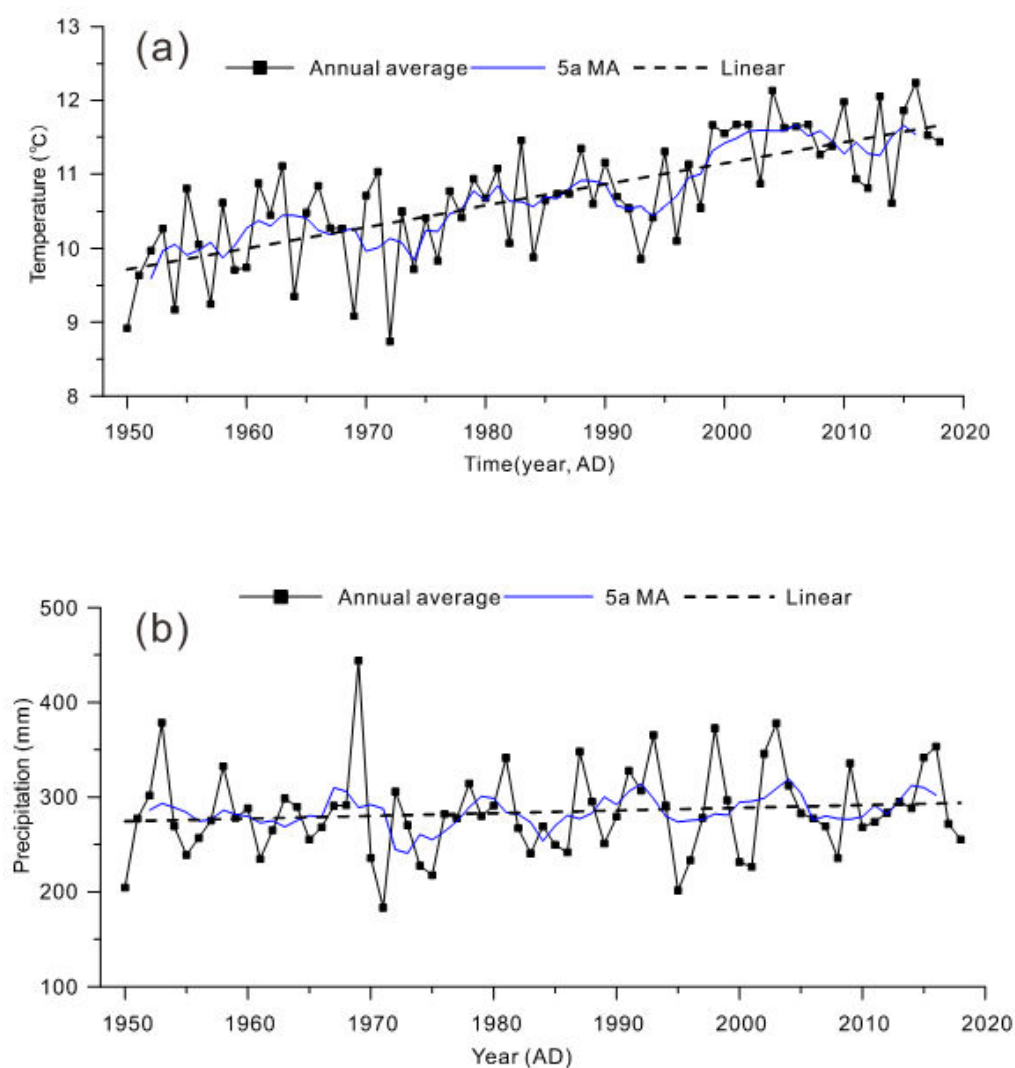 (a)
Annual average 5a MA Linear
Temperature (°C)
13
12
11
10
9
8
1950 1960 1970 1980 1990 2000 2010 2020
Time(year, AD)
(b)
Annual average 5a MA Linear
Precipitation (mm)
500
400
300
200
100
1950 1960 1970 1980 1990 2000 2010 2020
Year (AD)